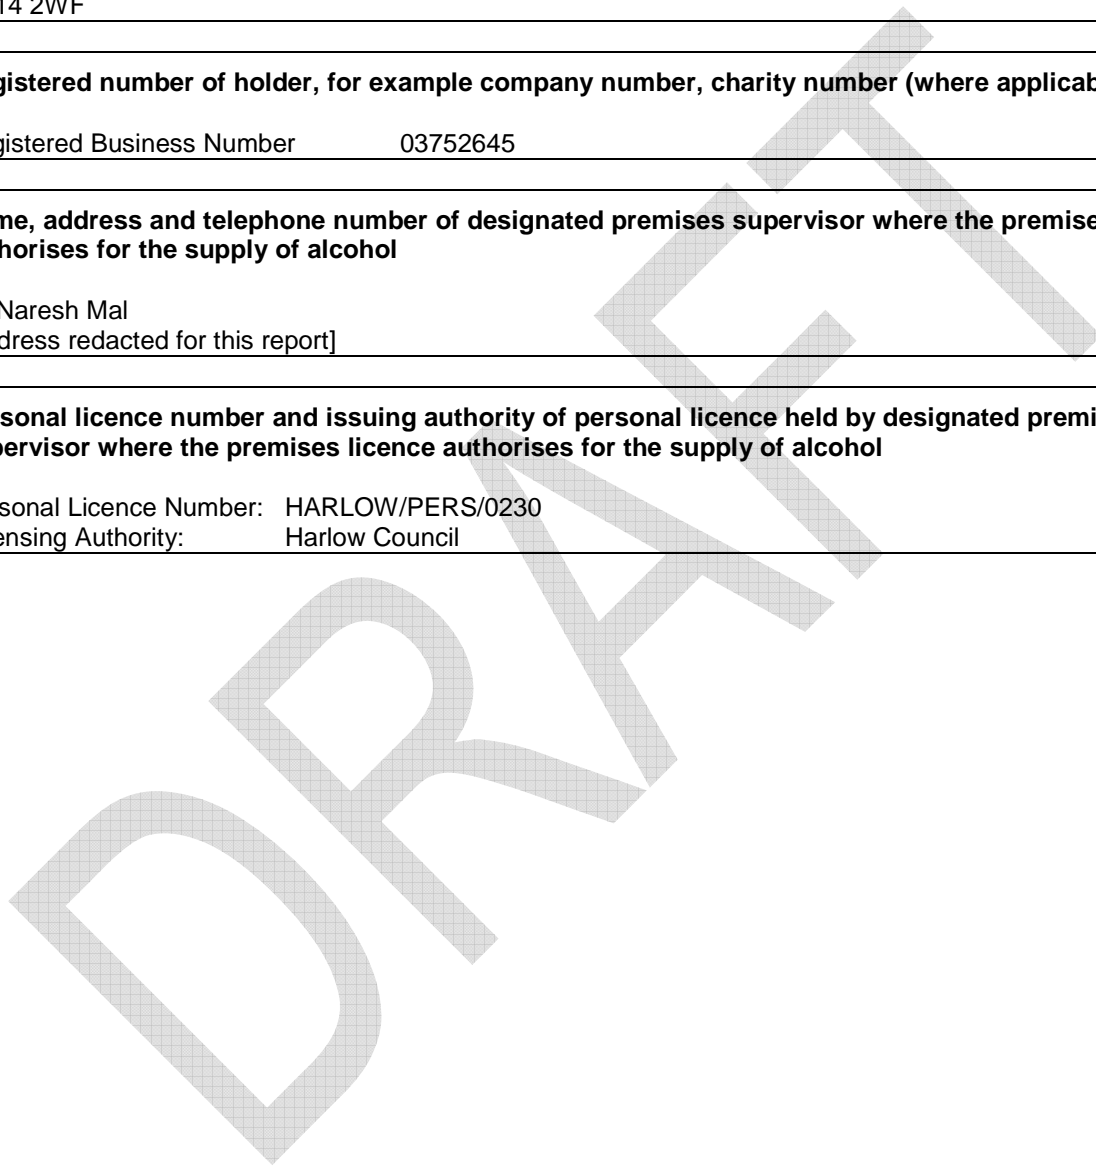 14 2WF
gistered number of holder, for example company number, charity number (where applicab
gistered Business Number 03752645
me, address and telephone number of designated premises supervisor where the premise
horises for the supply of alcohol
Naresh Mal
dress redacted for this report]
sonal licence number and issuing authority of personal licence held by designated premi
pervisor where the premises licence authorises for the supply of alcohol
sonal Licence Number: HARLOW/PERS/0230
ensing Authority: Harlow Council
DRAFT